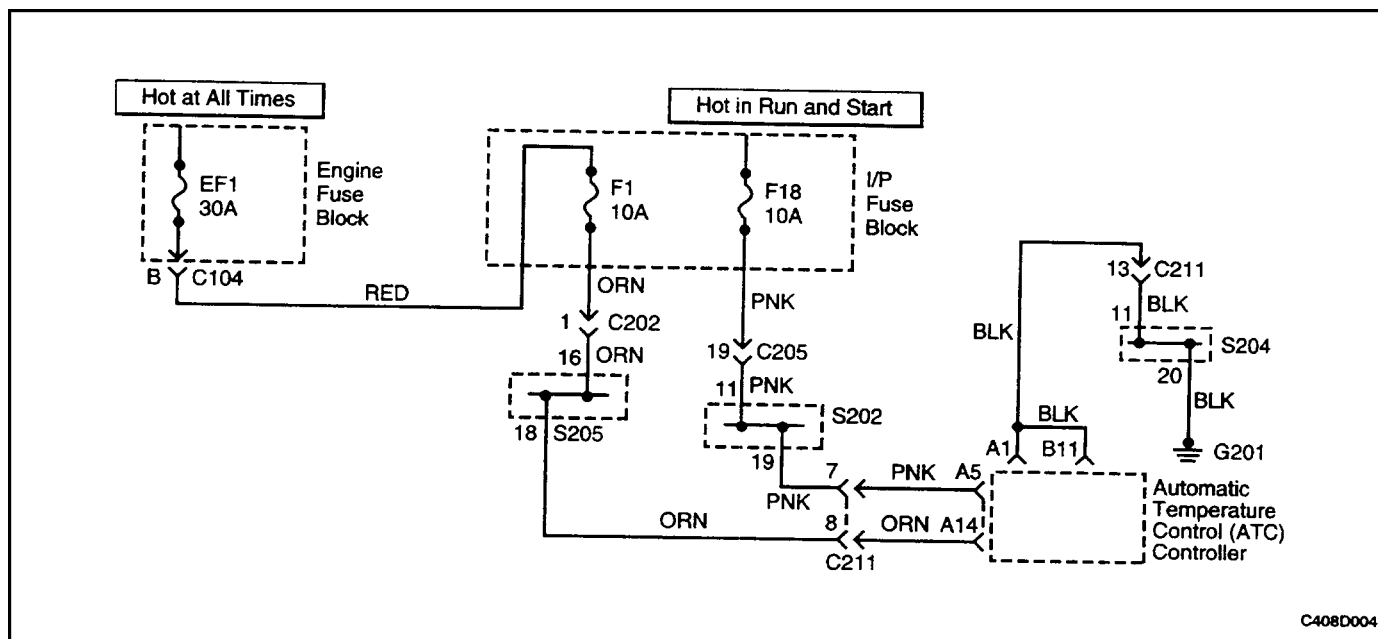 Hot at All Times
Hot in Run and Start
EF1
30A
Engine
Fuse
Block
F1
10A
F18
10A
I/P
Fuse
Block
B
C104
RED
ORN
PNK
1
C202
16
ORN
18
S205
19
C205
11
PNK
S202
19
PNK
7
PNK
A5
ORN
8
ORN
A14
C211
13
C211
BLK
11
BLK
S204
20
BLK
BLK
A1
B11
G201
Automatic
Temperature
Control (ATC)
Controller
C408D004